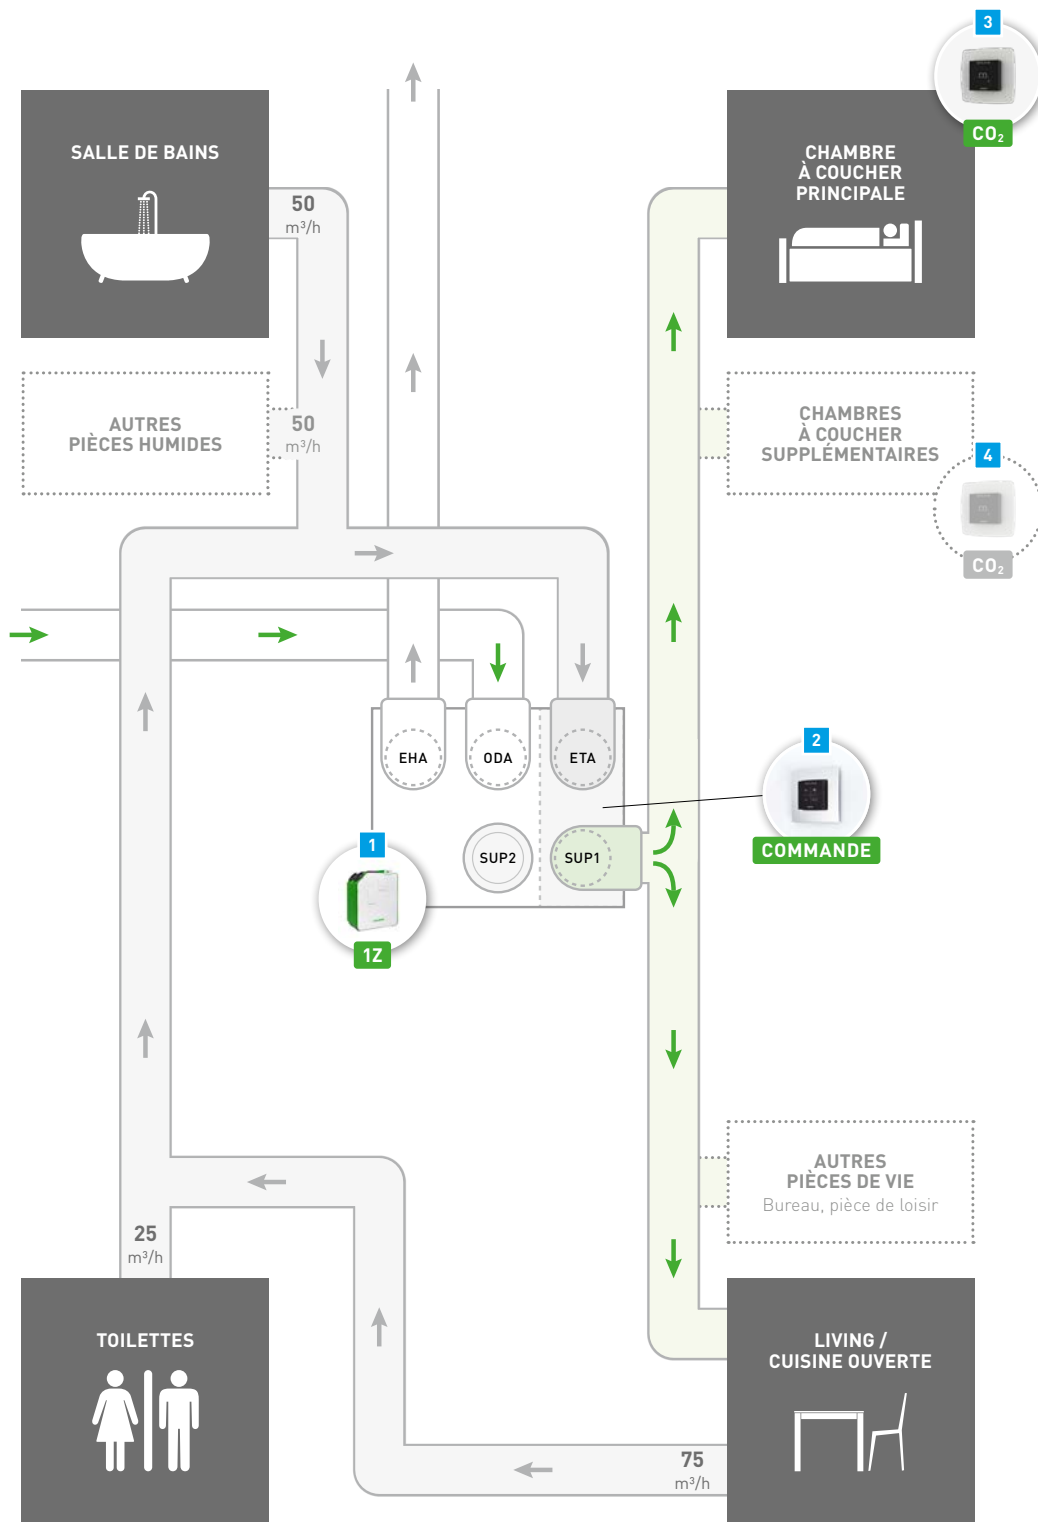 3
CO₂
SALLE DE BAINS
50
m³/h
CHAMBRE
À COUCHER
PRINCIPALE
AUTRES
PIÈCES HUMIDES
50
m³/h
CHAMBRES
À COUCHER
SUPPLÉMENTAIRES
4
CO₂
EHA
ODA
ETA
2
COMMANDE
SUP2
SUP1
1
1Z
AUTRES
PIÈCES DE VIE
Bureau, pièce de loisir
25
m³/h
TOILETTES
LIVING /
CUISINE OUVERTE
75
m³/h